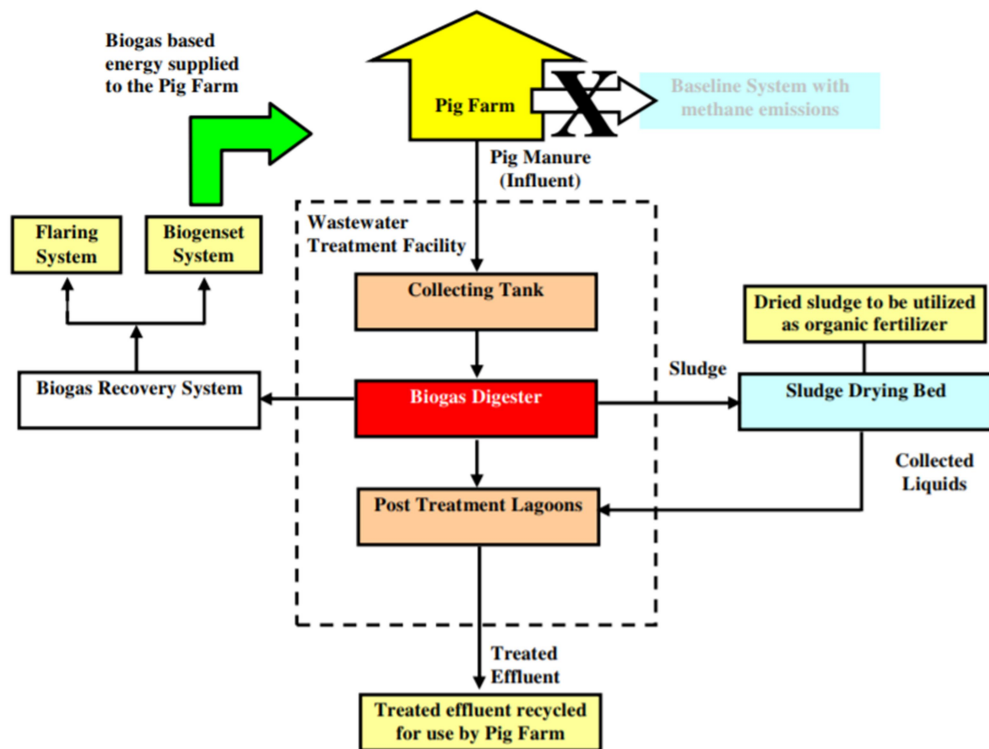 Biogas based
energy supplied
to the Pig Farm
Pig Farm
X
Baseline System with
methane emissions
Pig Manure
(Influent)
Wastewater
Treatment Facility
Flaring
System
Biogenset
System
Collecting Tank
Dried sludge to be utilized
as organic fertilizer
Biogas Recovery System
Biogas Digester
Sludge
Sludge Drying Bed
Collected
Liquids
Post Treatment Lagoons
Treated
Effluent
Treated effluent recycled
for use by Pig Farm